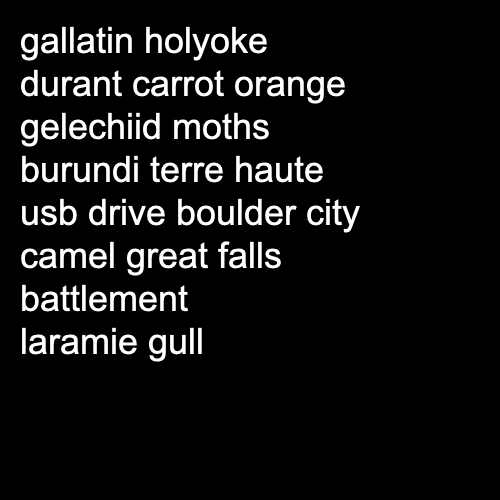 gallatin holyoke
durant carrot orange
gelechiid moths
burundi terre haute
usb drive boulder city
camel great falls
battlement
laramie gull